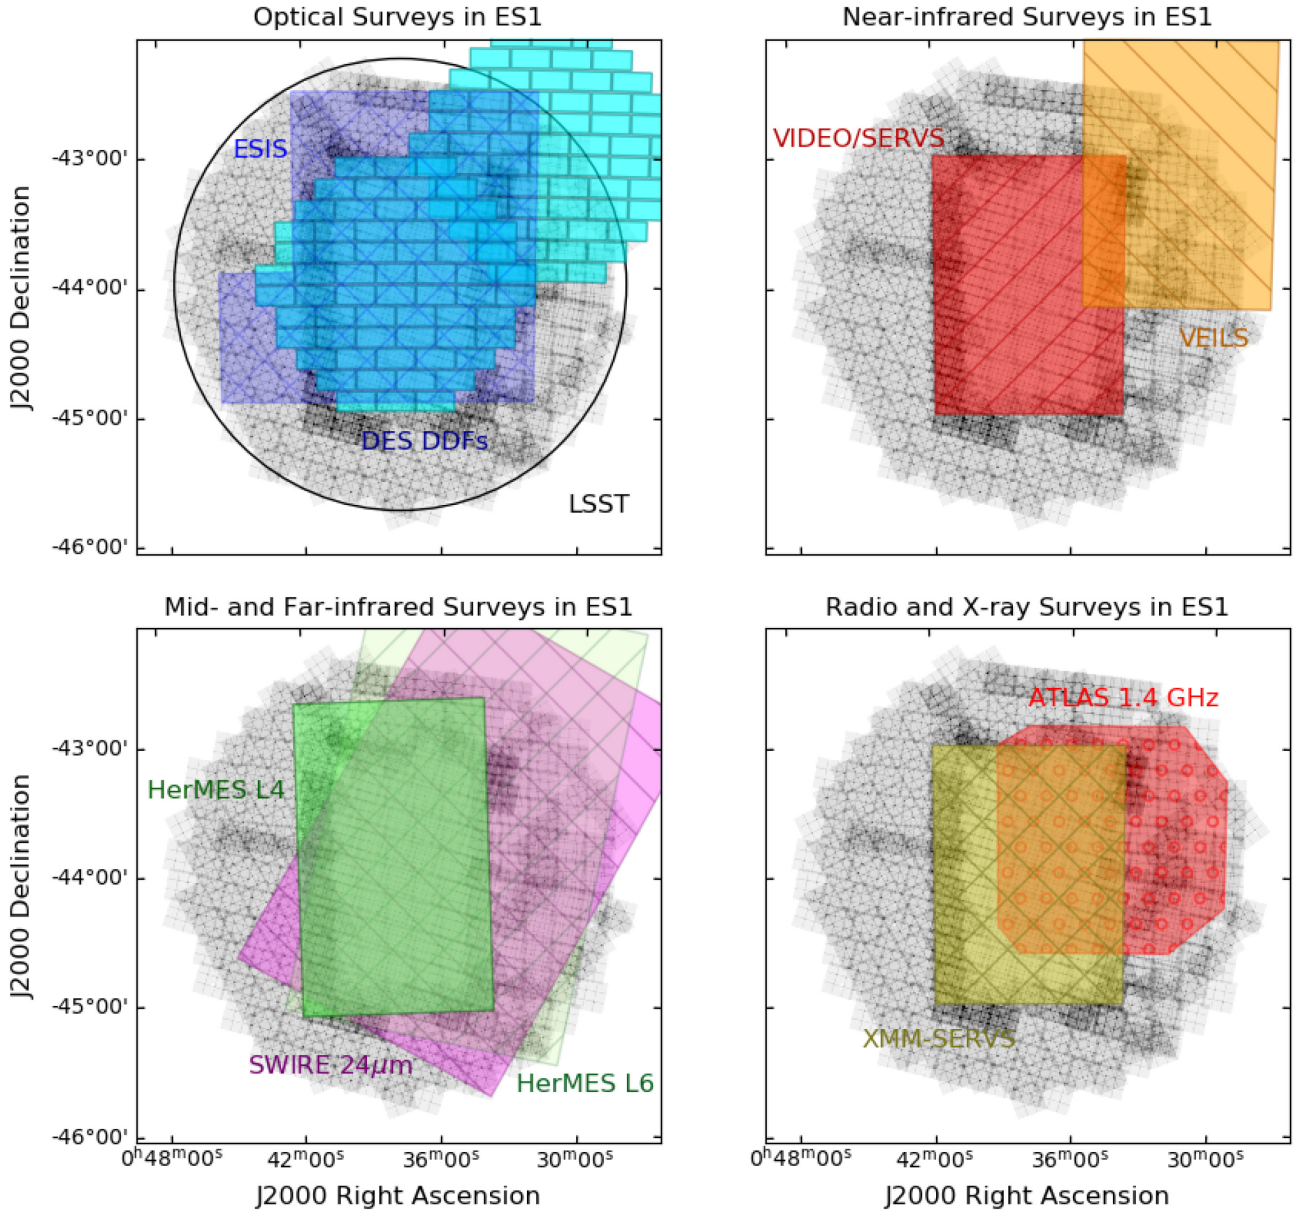 Optical Surveys in ES1
Near-infrared Surveys in ES1
J2000 Declination
-43°00'
-44°00'
-45°00'
-46°00'
ESIS
DES DDFs
LSST
VIDEO/SERVS
VEILS
Mid- and Far-infrared Surveys in ES1
Radio and X-ray Surveys in ES1
J2000 Declination
-43°00'
-44°00'
-45°00'
-46°00'
HerMES L4
SWIRE 24μm
HerMES L6
ATLAS 1.4 GHz
XMM-SERVS
0ʰ48ᵐ00ˢ 42ᵐ00ˢ 36ᵐ00ˢ 30ᵐ00ˢ
0ʰ48ᵐ00ˢ 42ᵐ00ˢ 36ᵐ00ˢ 30ᵐ00ˢ
J2000 Right Ascension
J2000 Right Ascension